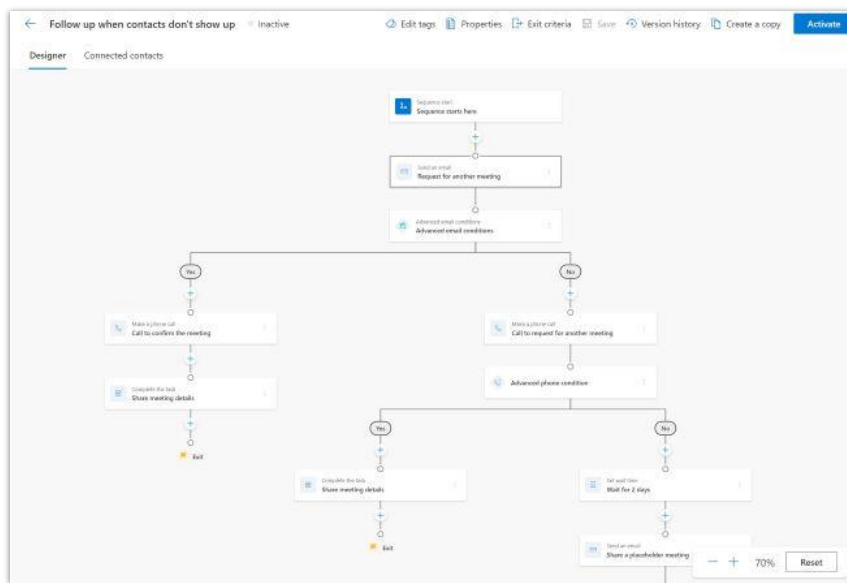 Follow up when contacts don't show up
Inactive
Edit tags
Properties
Exit criteria
Save
Version history
Create a copy
Activate
Designer
Connected contacts
Sequence start
Sequence starts here
Send an email
Request for another meeting
Advanced email conditions
Advanced email conditions
Yes
No
Make a phone call
Call to confirm the meeting
Make a phone call
Call to request for another meeting
Complete the task
Share meeting details
Advanced phone condition
Exit
Yes
No
Complete the task
Share meeting details
Set wait time
Wait for 2 days
Exit
Send an email
Share a placeholder meeting
70%
Reset